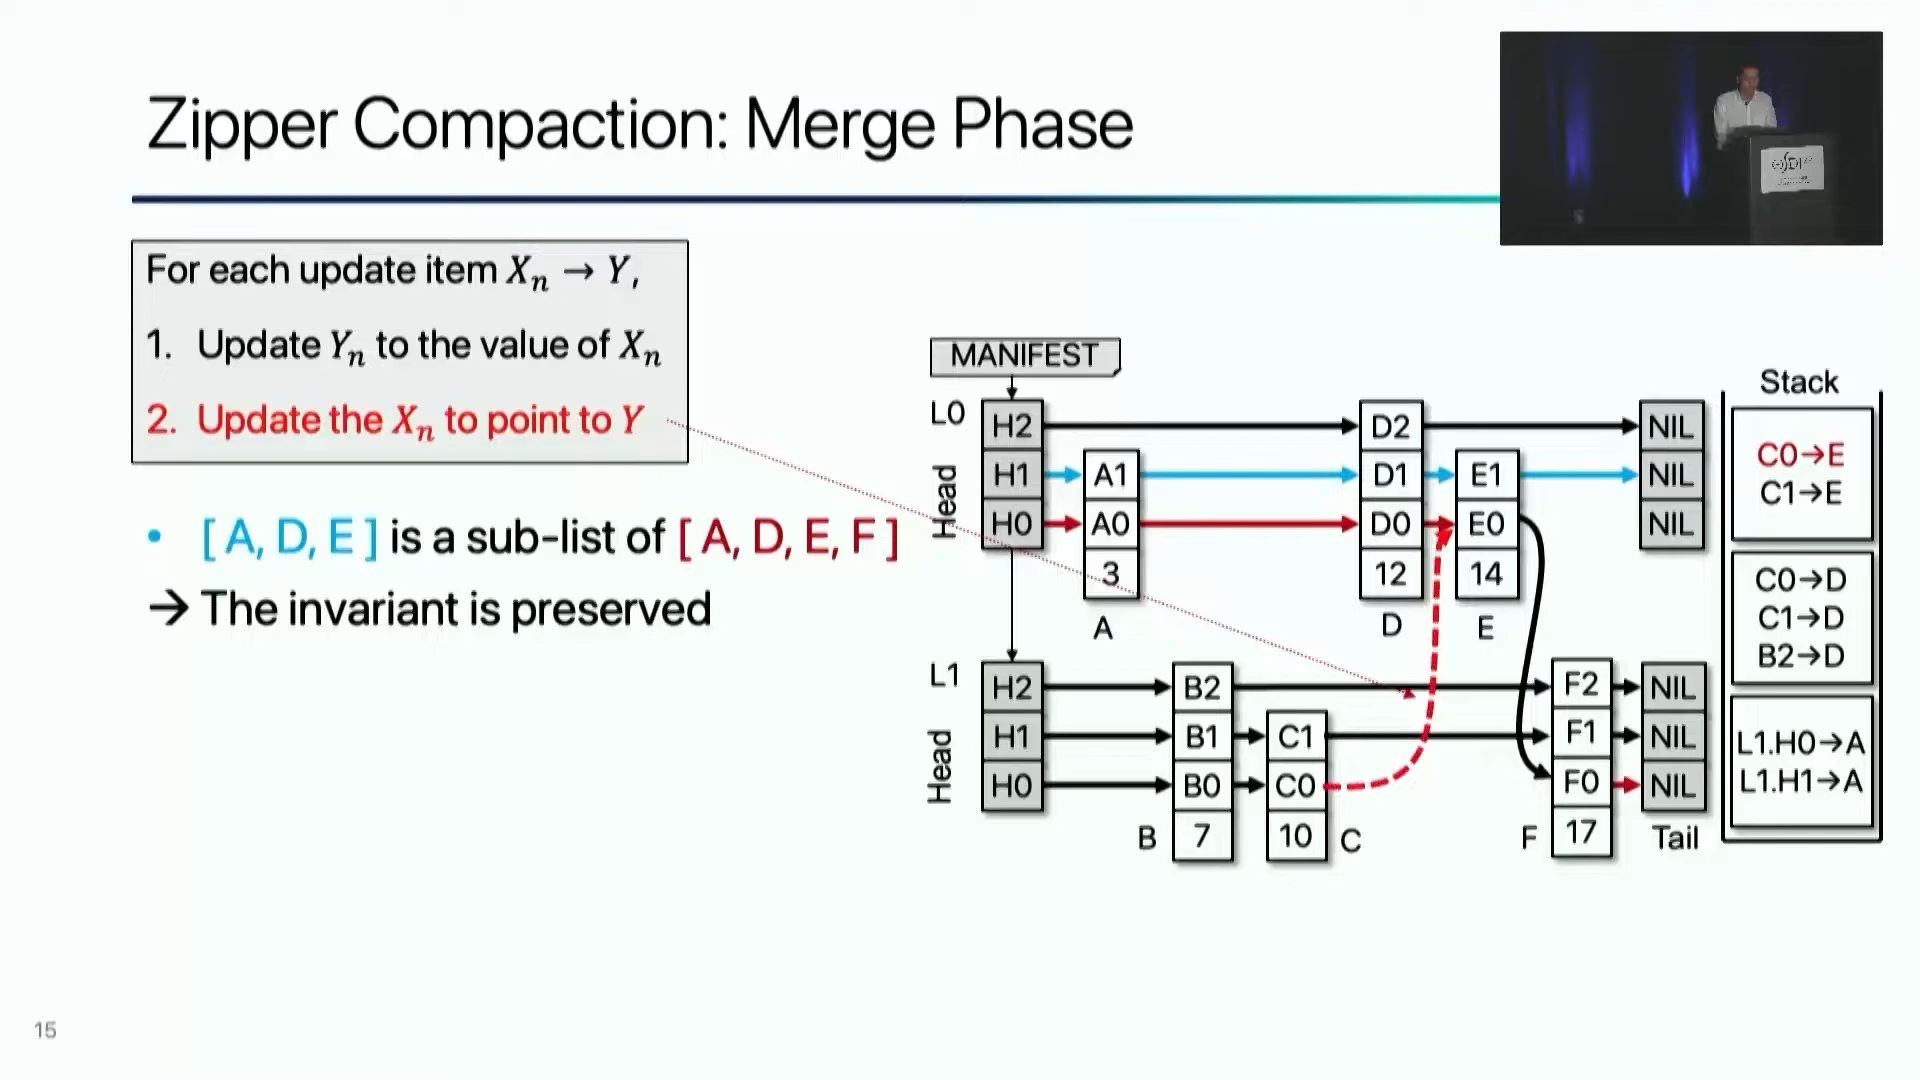 Zipper Compaction: Merge Phase
For each update item Xₙ → Y,
1. Update Yₙ to the value of Xₙ
2. Update the Xₙ to point to Y
• [ A, D, E ] is a sub-list of [ A, D, E, F ]
→ The invariant is preserved
MANIFEST
L0
Head
H2 D2 NIL
H1 A1 D1 E1 NIL
H0 A0 D0 E0 NIL
3 12 14
A D E
L1
Head
H2 B2 F2 NIL
H1 B1 C1 F1 NIL
H0 B0 C0 F0 NIL
B 7 10 C F 17 Tail
Stack
C0→E
C1→E
C0→D
C1→D
B2→D
L1.H0→A
L1.H1→A
15